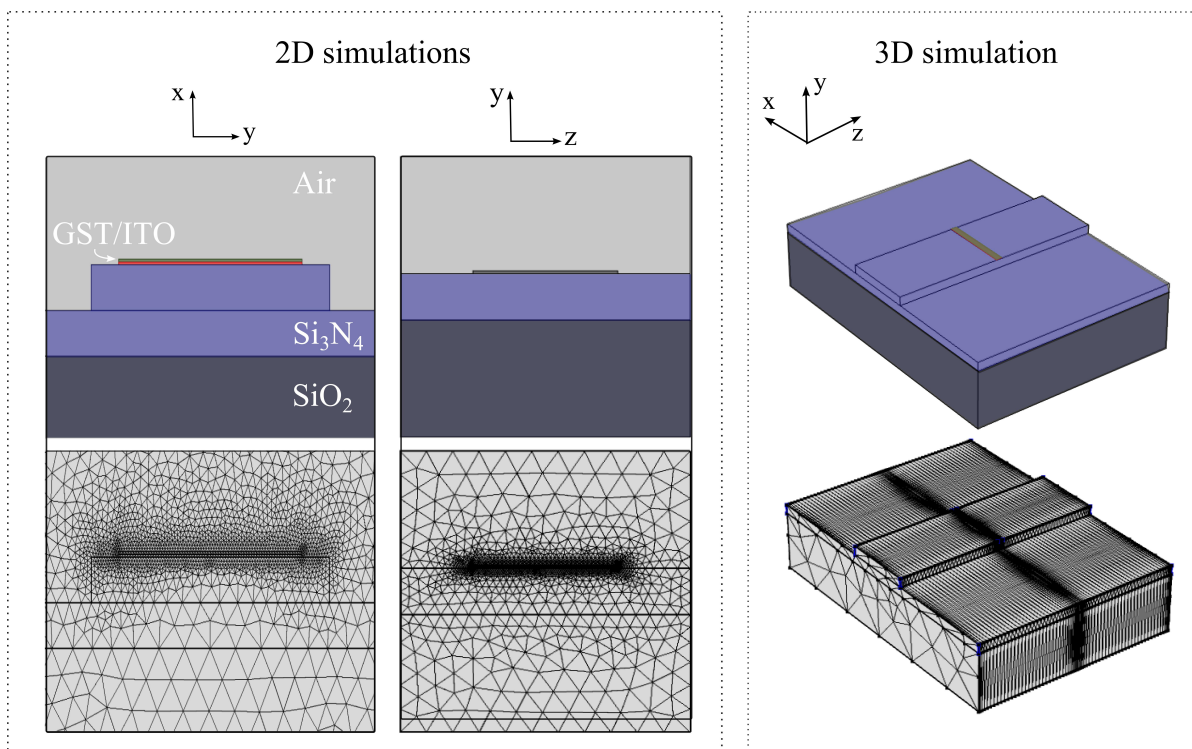 2D simulations
3D simulation
x
y
y
z
y
x
z
Air
GST/ITO
Si₃N₄
SiO₂